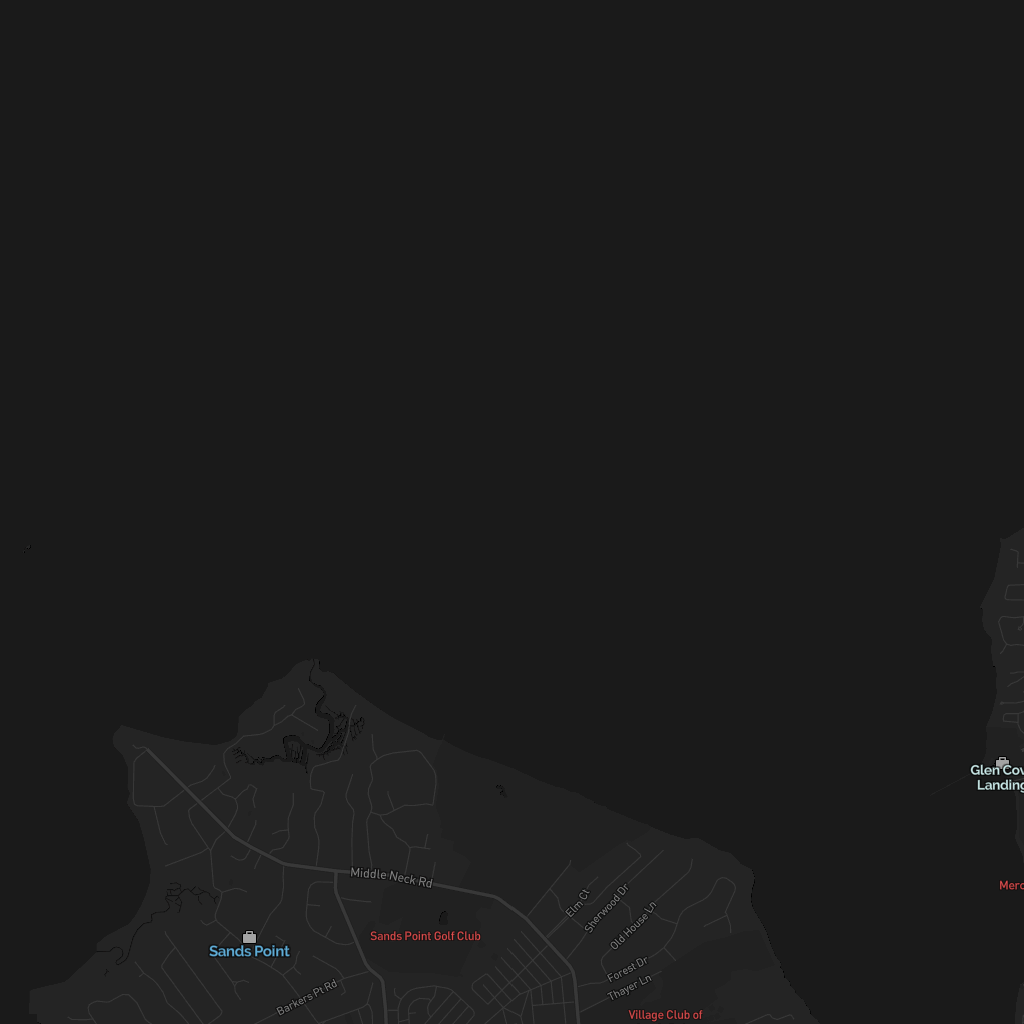 Glen Cov
Landing
Merc
Middle Neck Rd
Elm Ct
Sherwood Dr
Old House Ln
Sands Point Golf Club
Sands Point
Forest Dr
Thayer Ln
Barkers Pt Rd
Village Club of